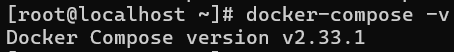 [root@localhost ~]# docker-compose -v
Docker Compose version v2.33.1